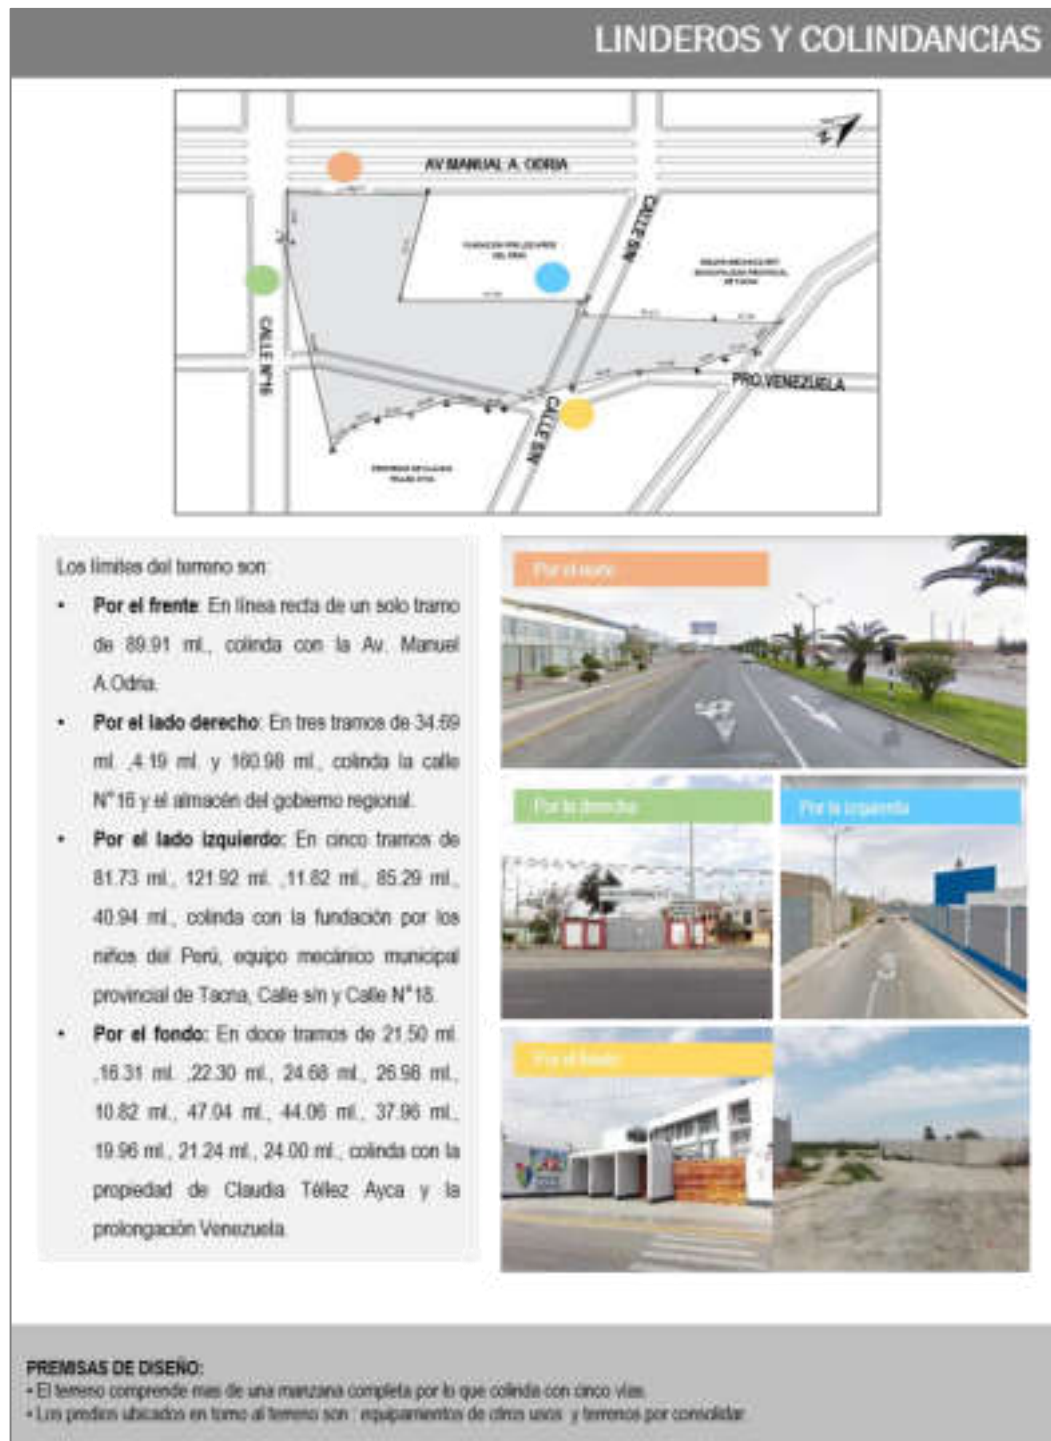 LINDEROS Y COLINDANCIAS
AV MANUAL A. ODRIA
CALLE S/N
CALLE N°16
PRO.VENEZUELA
CALLE S/N
Los límites del terreno son:
• Por el frente: En línea recta de un solo tramo
de 89.91 ml., colinda con la Av. Manuel
A.Odria.
• Por el lado derecho: En tres tramos de 34.69
ml. ,4.19 ml. y 160.98 ml., colinda la calle
N°16 y el almacén del gobierno regional.
• Por el lado izquierdo: En cinco tramos de
81.73 ml., 121.92 ml. ,11.82 ml., 85.29 ml.,
40.94 ml., colinda con la fundación por los
niños del Perú, equipo mecánico municipal
provincial de Tacna, Calle s/n y Calle N°18.
• Por el fondo: En doce tramos de 21.50 ml.
,16.31 ml. ,22.30 ml., 24.68 ml., 26.98 ml.,
10.82 ml., 47.04 ml., 44.06 ml., 37.96 ml.,
19.96 ml., 21.24 ml., 24.00 ml., colinda con la
propiedad de Claudia Téllez Ayca y la
prolongación Venezuela.
Por la derecha
Por la izquierda
Por el fondo
PREMISAS DE DISEÑO:
• El terreno comprende mas de una manzana completa por lo que colinda con cinco vías.
• Los predios ubicados en torno al terreno son : equipamientos de otros usos y terrenos por consolidar